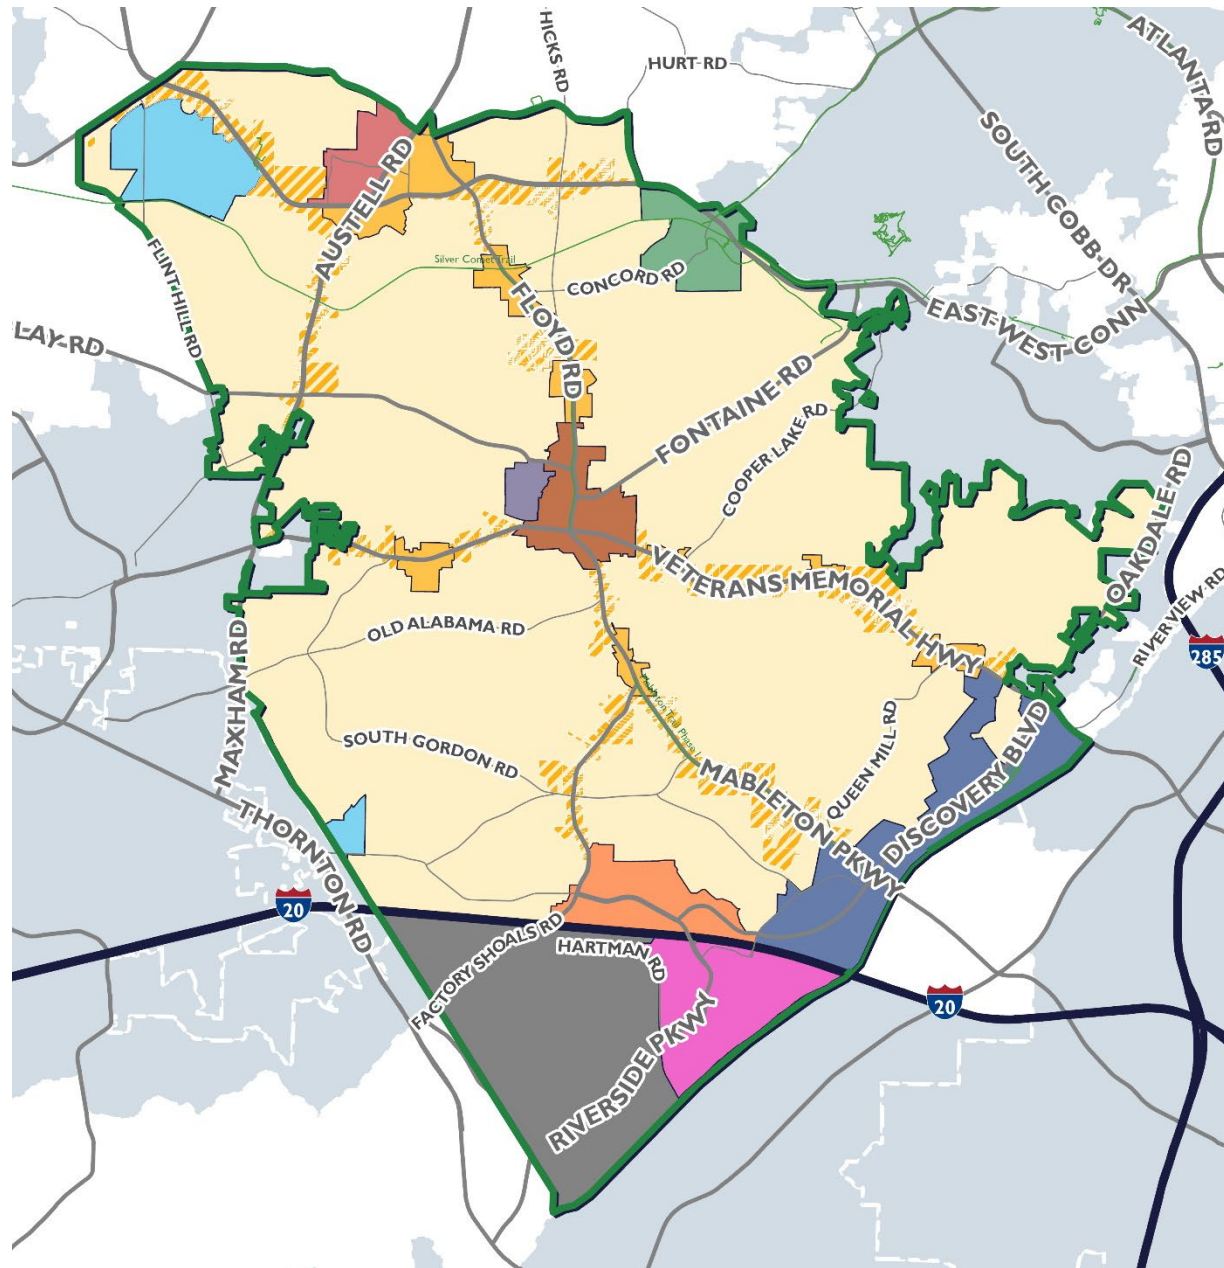 HICKS RD
HURT RD
ATLANTA RD
SOUTH COBB DR
AUSTELL RD
FLINT HILL RD
Silver Comet Trail
CONCORD RD
FLOYD RD
EAST-WEST CONN
LAY RD
FONTAINE RD
COOPER LAKE RD
OAKDALE RD
VETERANS MEMORIAL HWY
RIVERVIEW RD
285
OLD ALABAMA RD
MAXHAM RD
Mableton Trail Phase I
SOUTH GORDON RD
QUEEN MILL RD
DISCOVERY BLVD
MABLETON PKWY
THORNTON RD
20
FACTORY SHOALS RD
HARTMAN RD
20
RIVERSIDE PKWY